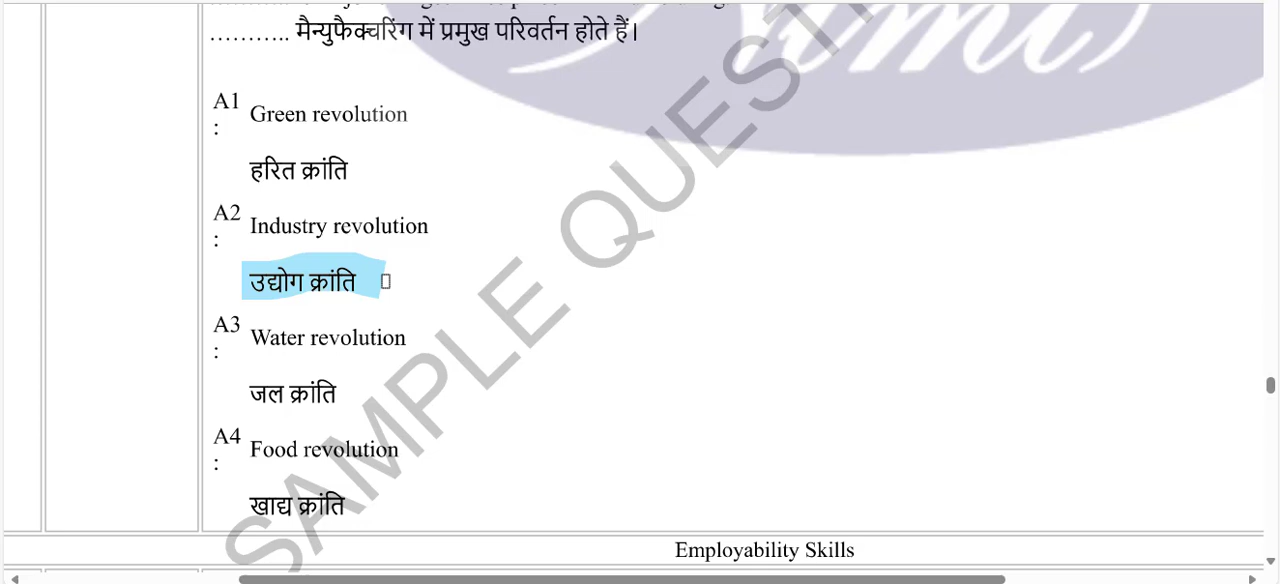 ……….. मैन्युफैक्चरिंग में प्रमुख परिवर्तन होते हैं।
A1
:
Green revolution
हरित क्रांति
A2
:
Industry revolution
उद्योग क्रांति
A3
:
Water revolution
जल क्रांति
A4
:
Food revolution
खाद्य क्रांति
SAMPLE QUEST
Employability Skills